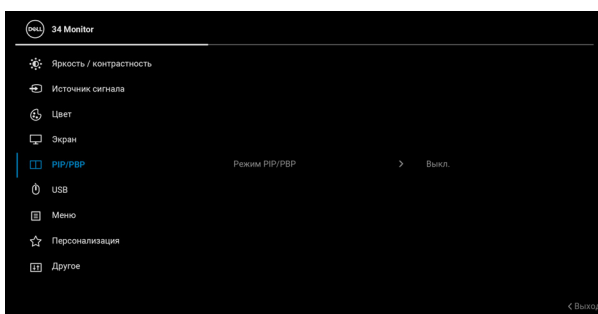 DELL 34 Monitor
Яркость / контрастность
Источник сигнала
Цвет
Экран
PIP/PBP Режим PIP/PBP Выкл.
USB
Меню
Персонализация
Другое
Выход